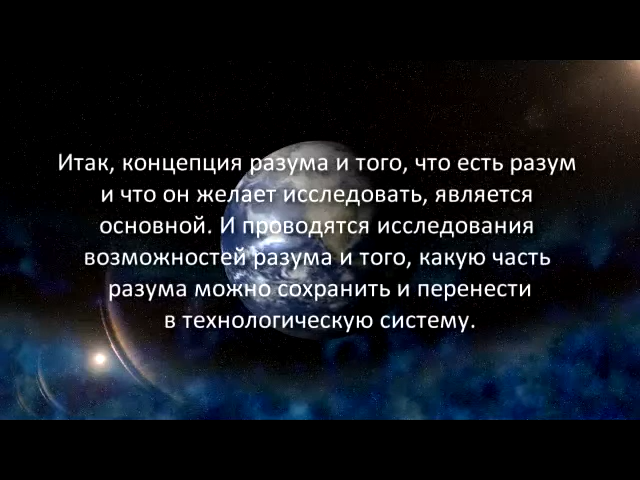 Итак, концепция разума и того, что есть разум
и что он желает исследовать, является
основной. И проводятся исследования
возможностей разума и того, какую часть
разума можно сохранить и перенести
в технологическую систему.